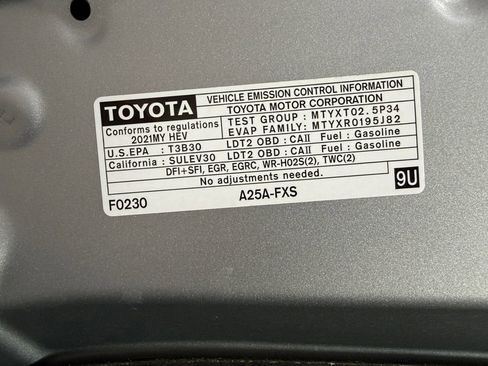 TOYOTA
VEHICLE EMISSION CONTROL INFORMATION
TOYOTA MOTOR CORPORATION
Conforms to regulations
2021MY HEV
TEST GROUP : MTYXT02.5P34
EVAP FAMILY: MTYXR0195J82
U.S.EPA : T3B30 LDT2 OBD : CAII Fuel : Gasoline
California : SULEV30 LDT2 OBD : CAII Fuel : Gasoline
DFI+SFI, EGR, EGRC, WR-HO2S(2), TWC(2)
No adjustments needed.
F0230 A25A-FXS 9U